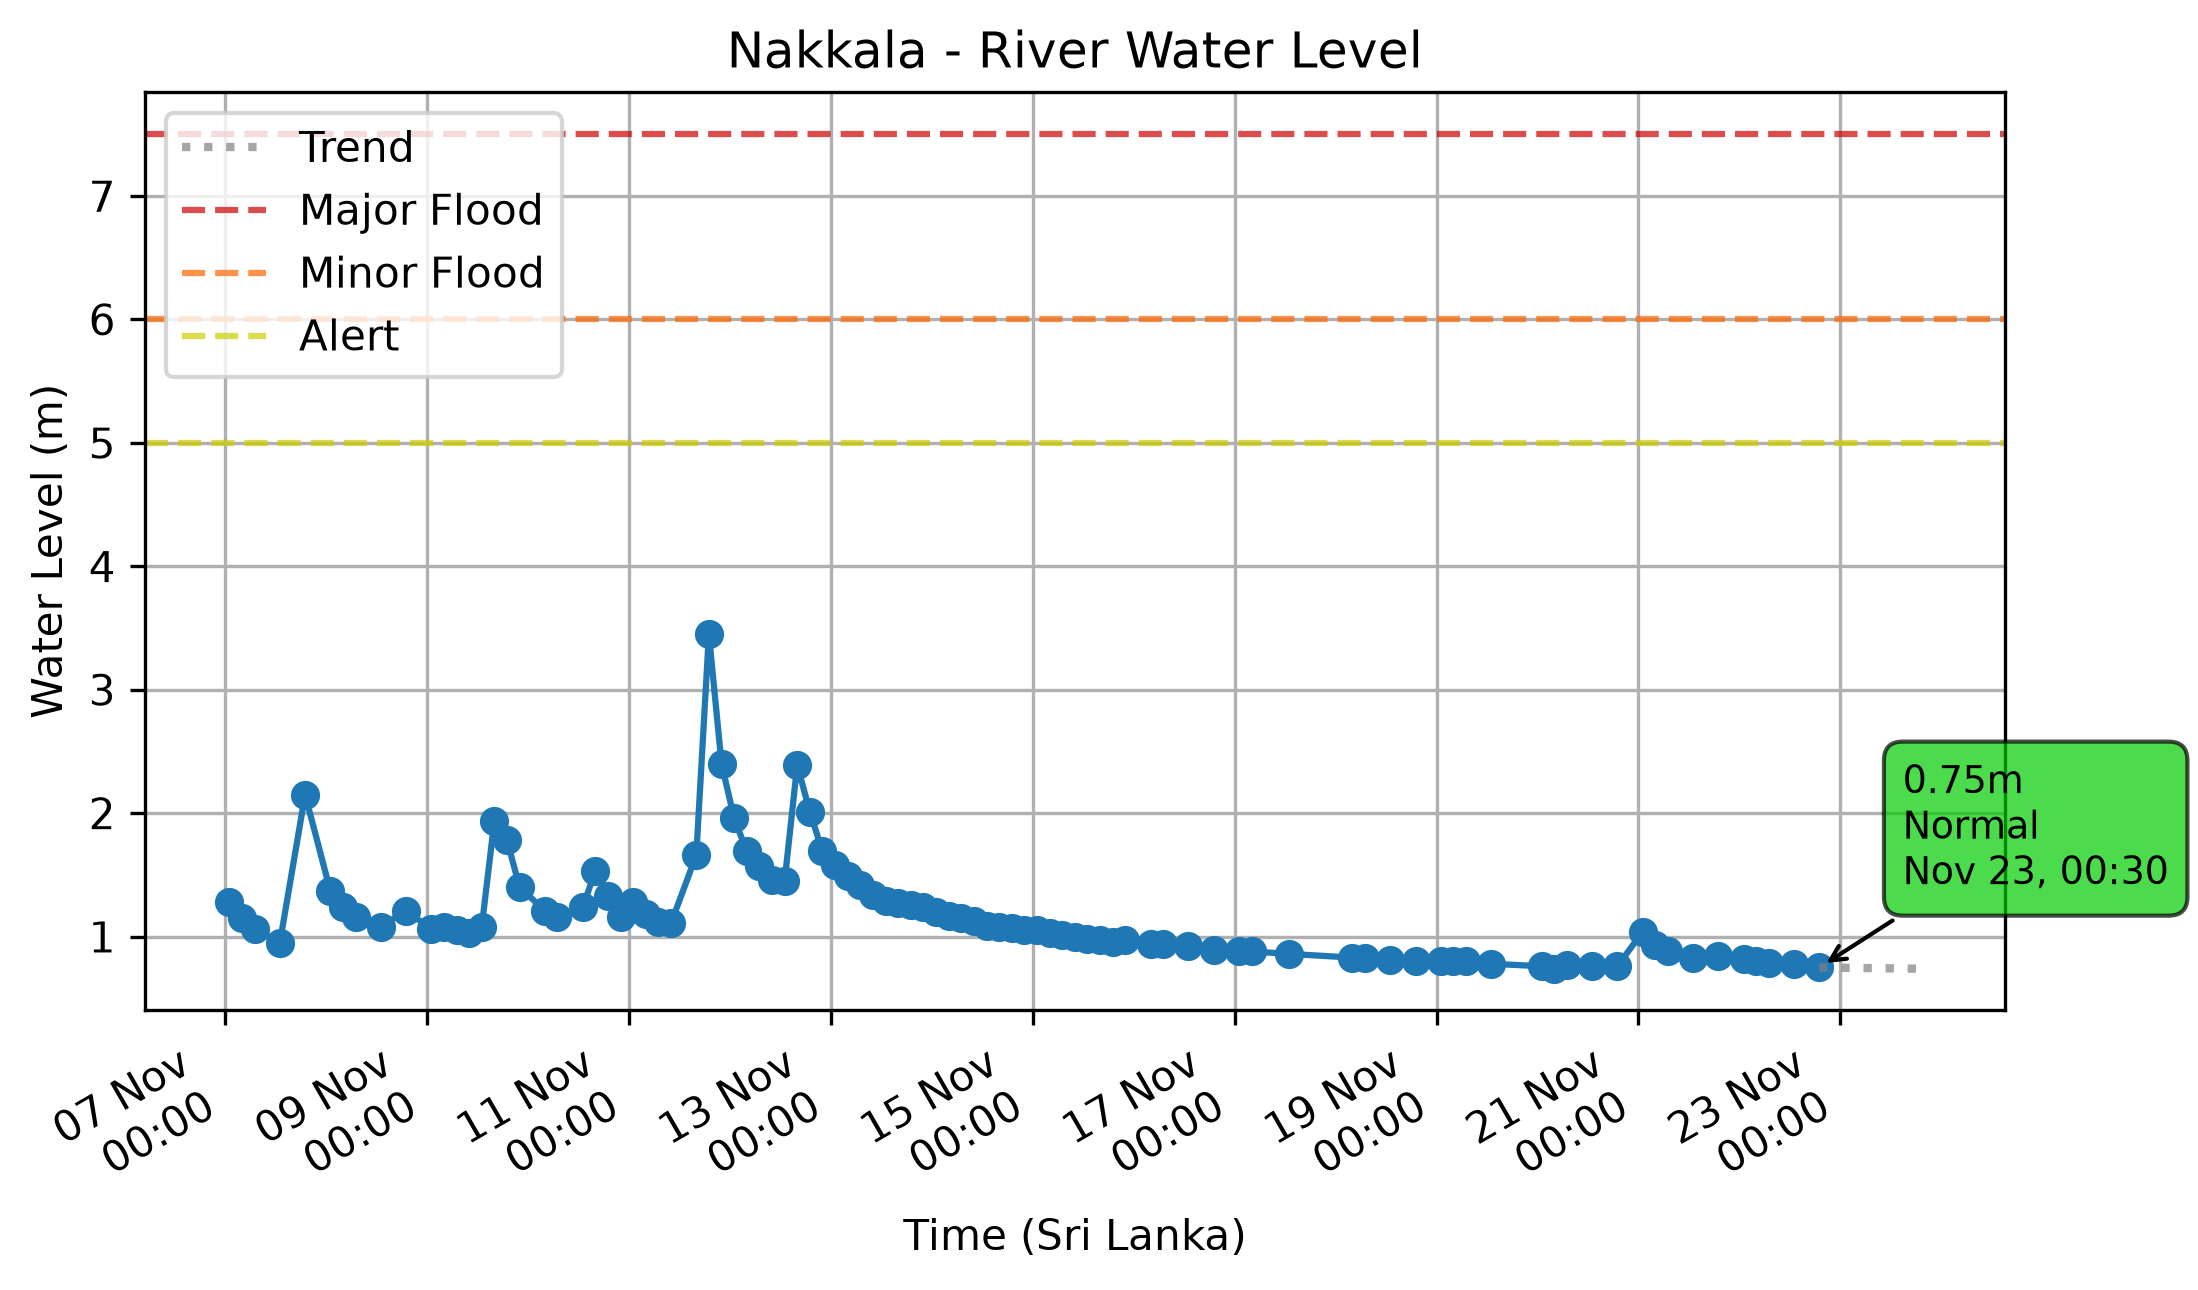 Nakkala - River Water Level
Trend
Major Flood
Minor Flood
Alert
Water Level (m)
7
6
5
4
3
2
1
0.75m
Normal
Nov 23, 00:30
07 Nov
00:00
09 Nov
00:00
11 Nov
00:00
13 Nov
00:00
15 Nov
00:00
17 Nov
00:00
19 Nov
00:00
21 Nov
00:00
23 Nov
00:00
Time (Sri Lanka)